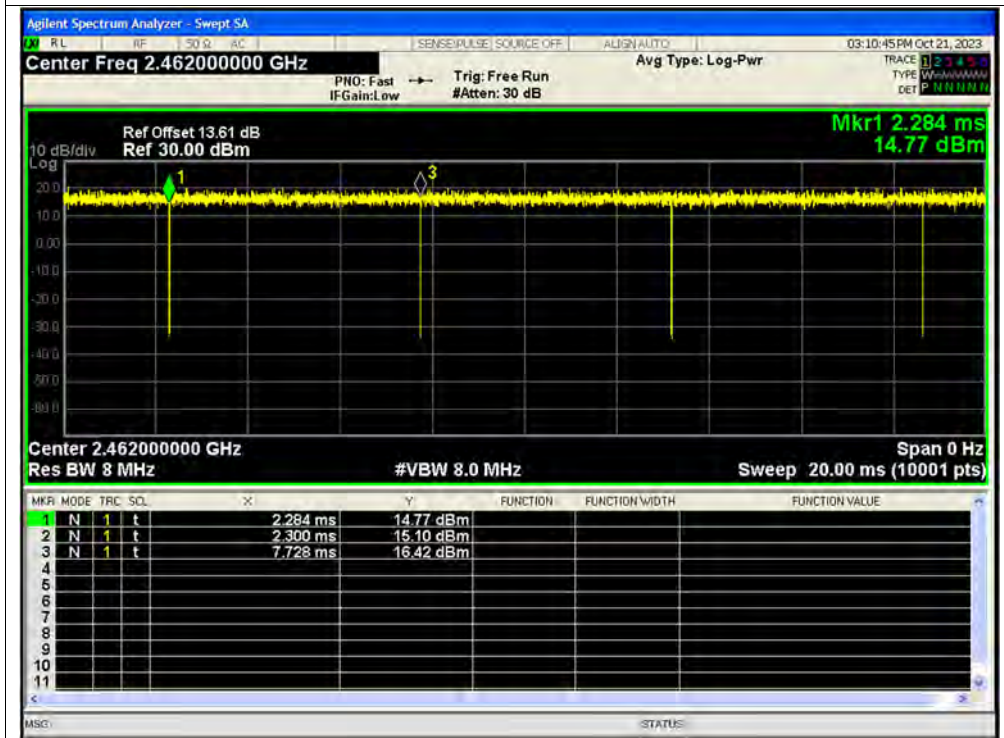 Agilent Spectrum Analyzer - Swept SA
RL RF 50 Ω AC SENSE:PULSE SOURCE OFF ALIGN AUTO 03:10:45 PM Oct 21, 2023
Center Freq 2.462000000 GHz Avg Type: Log-Pwr TRACE 1 2 3 4 5 6
PNO: Fast Trig: Free Run TYPE
IFGain:Low #Atten: 30 dB DET P N N N N N
Mkr1 2.284 ms
Ref Offset 13.61 dB
10 dB/div Ref 30.00 dBm 14.77 dBm
Log
1 3
20.0
10.0
0.00
-10.0
-20.0
-30.0
-40.0
-50.0
-60.0
Center 2.462000000 GHz Span 0 Hz
Res BW 8 MHz #VBW 8.0 MHz Sweep 20.00 ms (10001 pts)
MKR MODE TRC SCL X Y FUNCTION FUNCTION WIDTH FUNCTION VALUE
1 N 1 t 2.284 ms 14.77 dBm
2 N 1 t 2.300 ms 15.10 dBm
3 N 1 t 7.728 ms 16.42 dBm
4
5
6
7
8
9
10
11
MSG STATUS